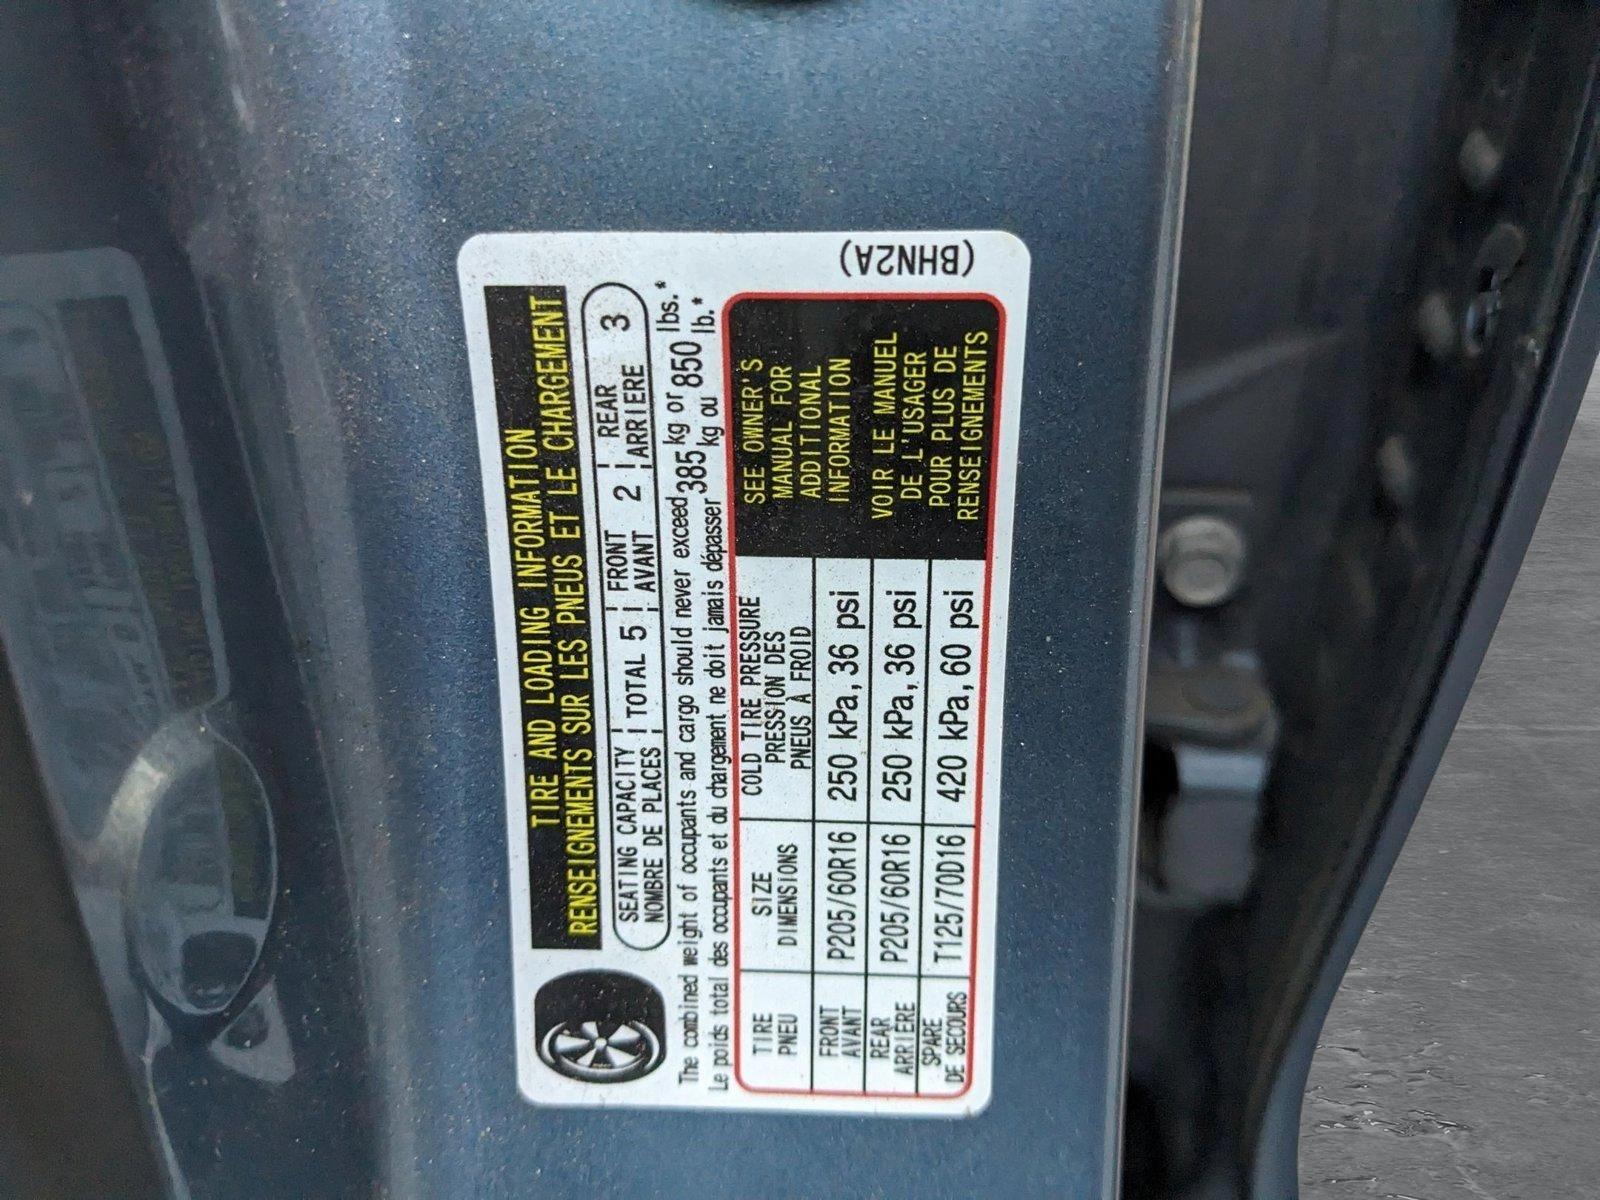 TIRE AND LOADING INFORMATION
RENSEIGNEMENTS SUR LES PNEUS ET LE CHARGEMENT
SEATING CAPACITY | TOTAL 5 | FRONT 2 | REAR 3
NOMBRE DE PLACES | AVANT | ARRIÈRE
The combined weight of occupants and cargo should never exceed 385 kg or 850 lbs.*
Le poids total des occupants et du chargement ne doit jamais dépasser 385 kg ou 850 lb.*
TIRE SIZE COLD TIRE PRESSURE
PNEU DIMENSIONS PRESSION DES
PNEUS À FROID
FRONT P205/60R16 250 kPa, 36 psi
AVANT
REAR P205/60R16 250 kPa, 36 psi
ARRIÈRE
SPARE T125/70D16 420 kPa, 60 psi
DE SECOURS
SEE OWNER'S
MANUAL FOR
ADDITIONAL
INFORMATION
VOIR LE MANUEL
DE L'USAGER
POUR PLUS DE
RENSEIGNEMENTS
(BHN2A)